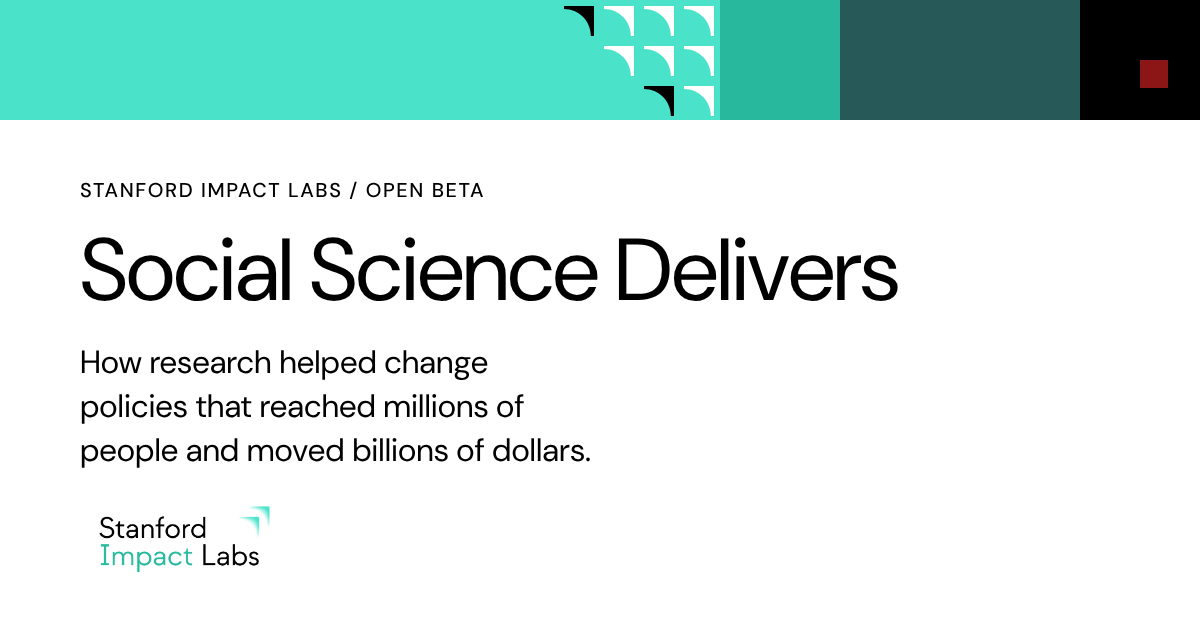 STANFORD IMPACT LABS / OPEN BETA
Social Science Delivers
How research helped change
policies that reached millions of
people and moved billions of dollars.
Stanford
Impact Labs